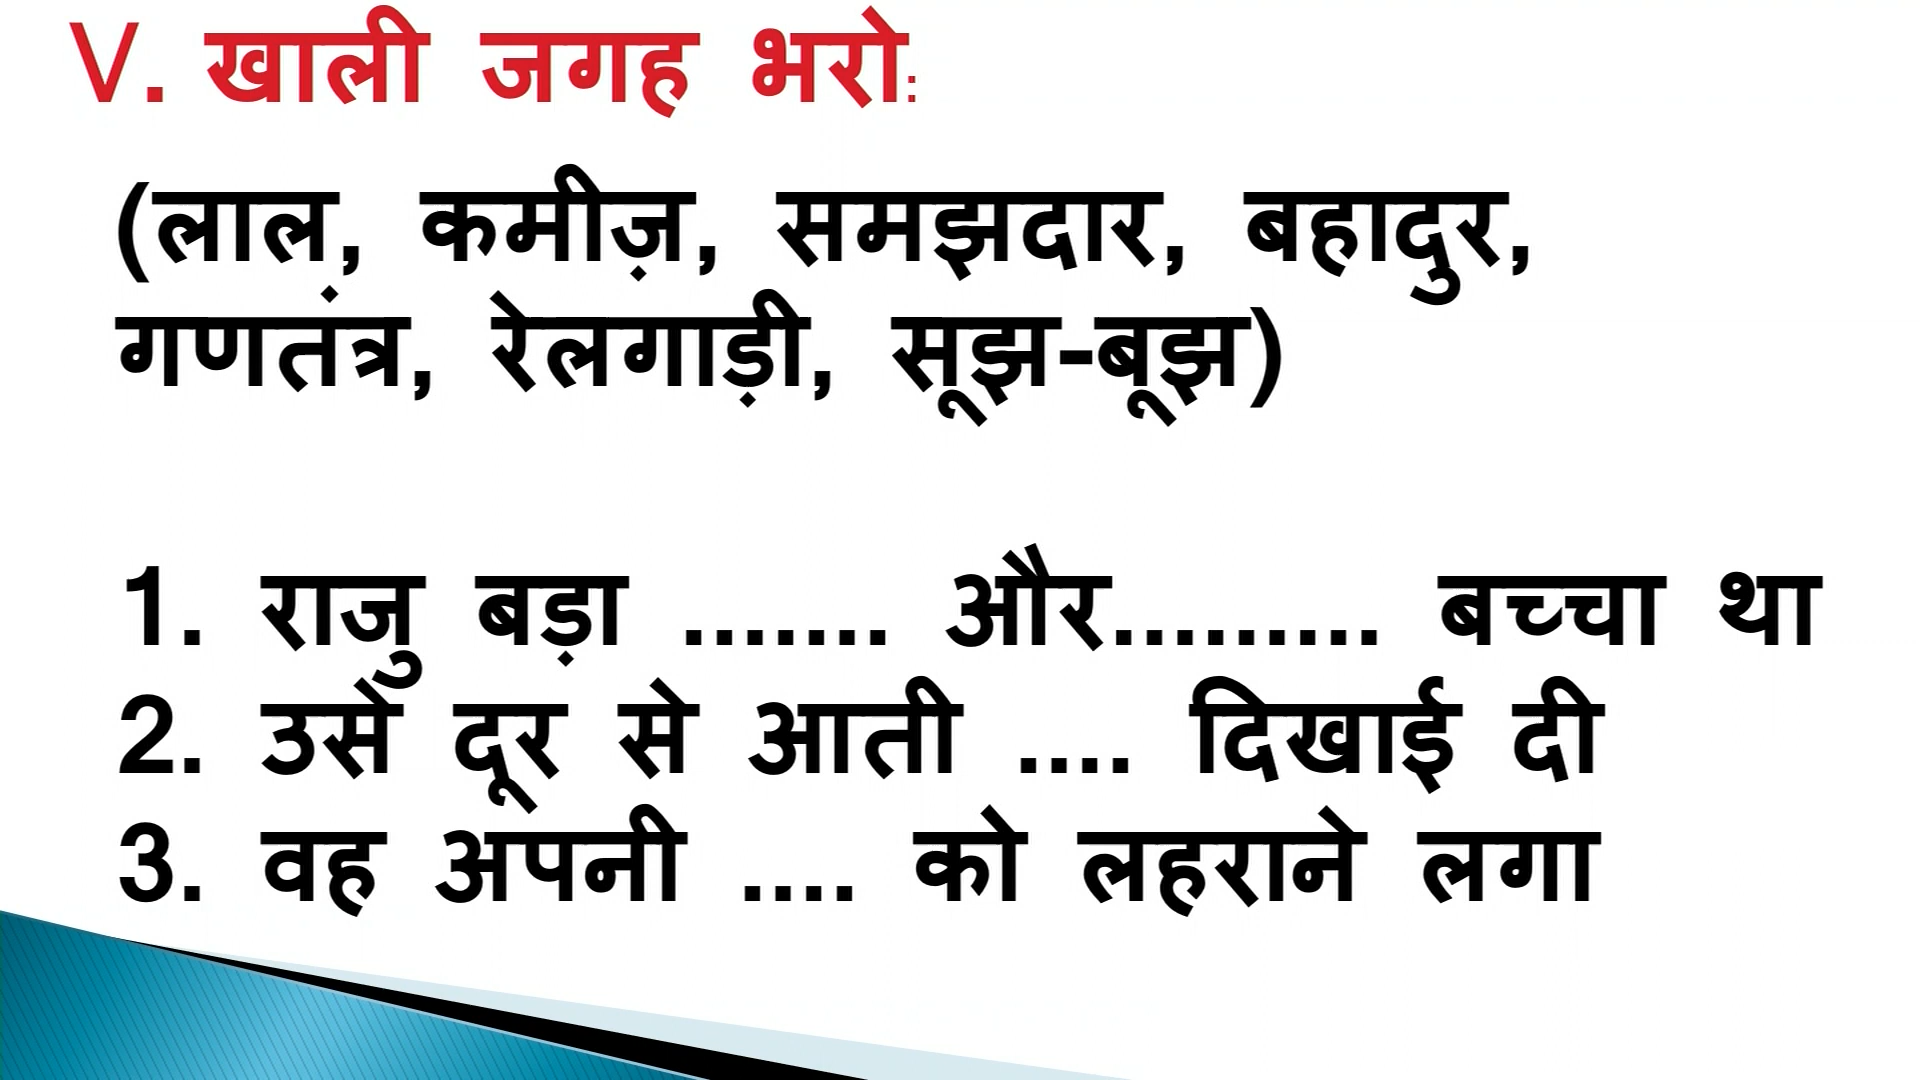 V. खाली जगह भरो:
(लाल, कमीज़, समझदार, बहादुर,
गणतंत्र, रेलगाड़ी, सूझ-बूझ)
1. राजु बड़ा ....... और......... बच्चा था
2. उसे दूर से आती .... दिखाई दी
3. वह अपनी .... को लहराने लगा